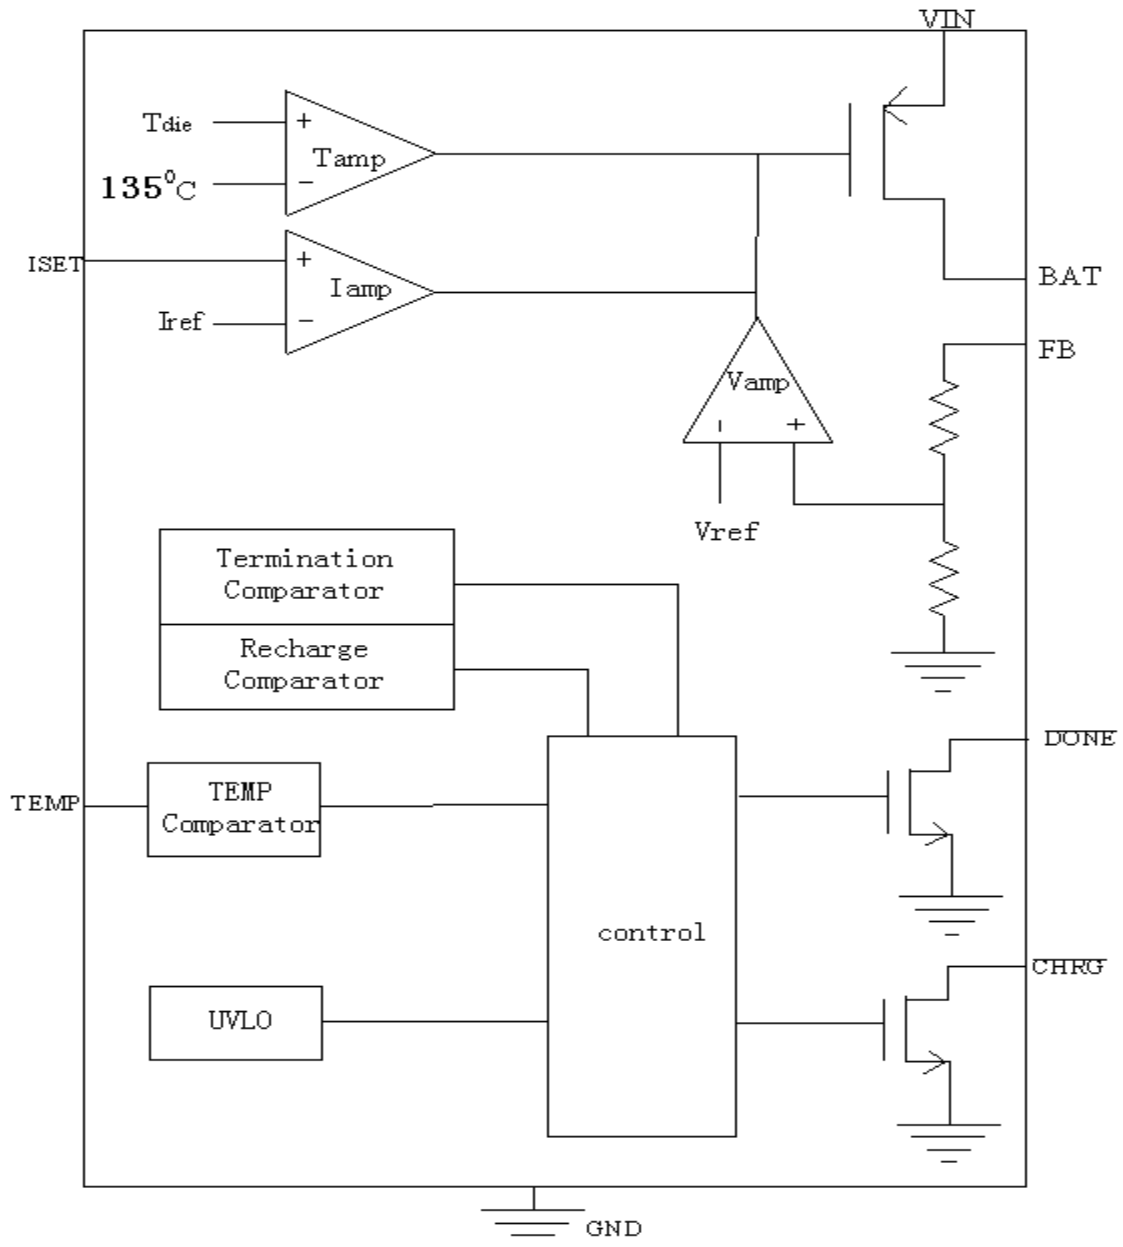 VIN
Tdie
+
Tamp
135⁰C
−
ISET
+
Iamp
BAT
Iref
−
FB
Vamp
−
+
Vref
Termination
Comparator
Recharge
Comparator
DONE
TEMP
TEMP
Comparator
control
CHRG
UVLO
GND